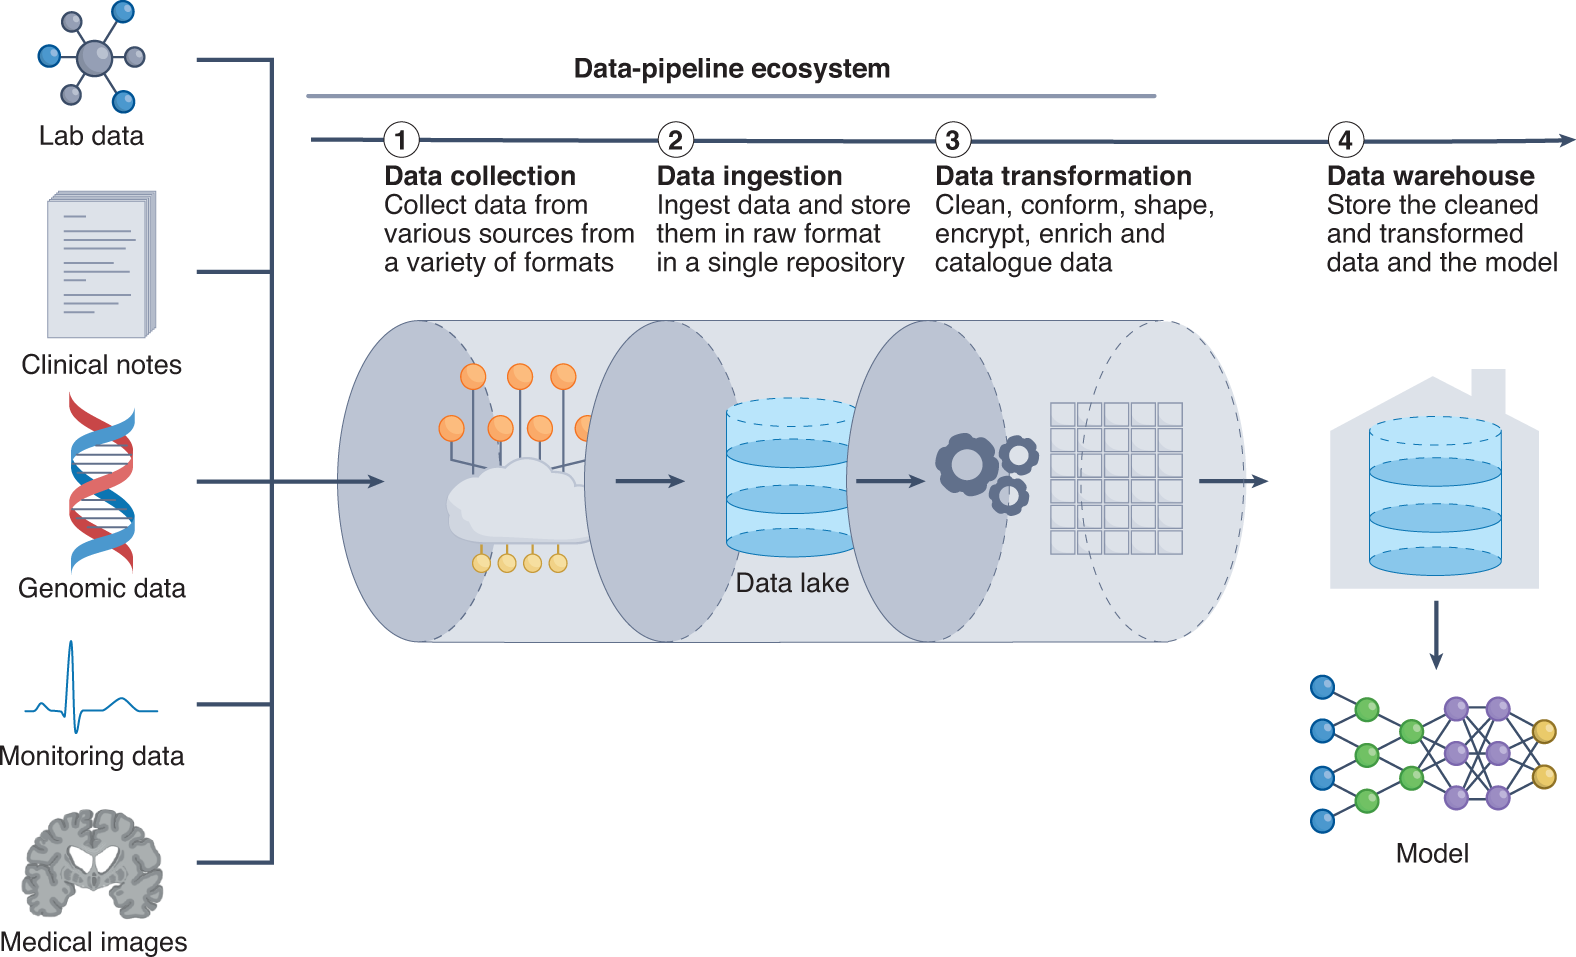 Lab data
Clinical notes
Genomic data
Monitoring data
Medical images
Data-pipeline ecosystem
1
Data collection
Collect data from
various sources from
a variety of formats
2
Data ingestion
Ingest data and store
them in raw format
in a single repository
3
Data transformation
Clean, conform, shape,
encrypt, enrich and
catalogue data
4
Data warehouse
Store the cleaned
and transformed
data and the model
Data lake
Model